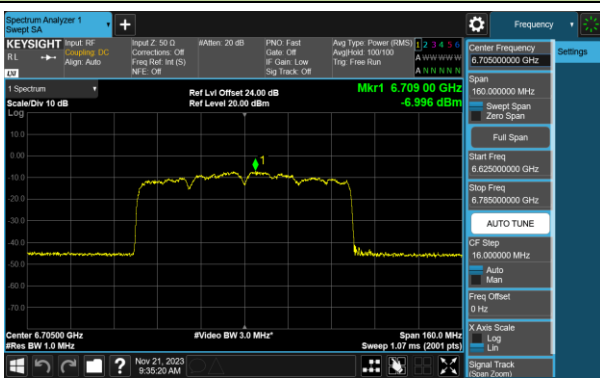 Spectrum Analyzer 1
Swept SA
+
Frequency
KEYSIGHT
Input: RF
Input Z: 50 Ω
#Atten: 20 dB
PNO: Fast
Avg Type: Power (RMS)
1 2 3 4 5 6
RL
Coupling: DC
Corrections: Off
Gate: Off
Avg|Hold: 100/100
A W W W W W
Align: Auto
Freq Ref: Int (S)
IF Gain: Low
Trig: Free Run
NFE: Off
Sig Track: Off
A N N N N N
LXI
1 Spectrum
Ref Lvl Offset 24.00 dB
Mkr1 6.709 00 GHz
Scale/Div 10 dB
Ref Level 20.00 dBm
-6.996 dBm
Log
10.0
0.00
-10.0
-20.0
-30.0
-40.0
-50.0
-60.0
-70.0
1
Center 6.70500 GHz
#Video BW 3.0 MHz*
Span 160.0 MHz
#Res BW 1.0 MHz
Sweep 1.07 ms (2001 pts)
Nov 21, 2023
9:35:20 AM
?
Center Frequency
6.705000000 GHz
Settings
Span
160.000000 MHz
Swept Span
Zero Span
Full Span
Start Freq
6.625000000 GHz
Stop Freq
6.785000000 GHz
AUTO TUNE
CF Step
16.000000 MHz
Auto
Man
Freq Offset
0 Hz
X Axis Scale
Log
Lin
Signal Track
(Span Zoom)